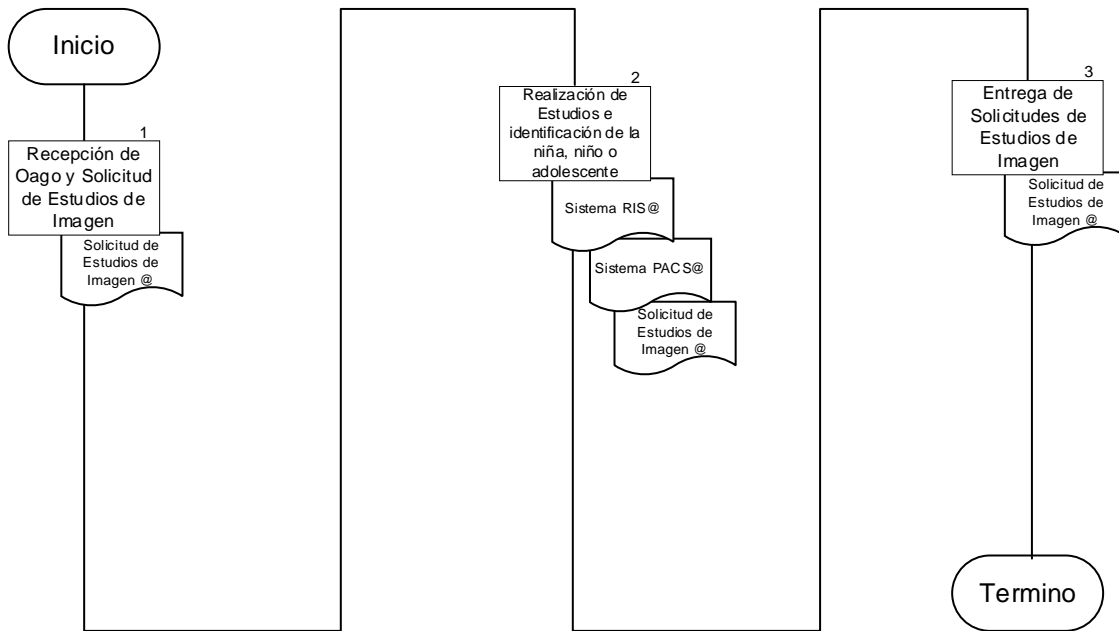 Inicio
1
Recepción de
Oago y Solicitud
de Estudios de
Imagen
Solicitud de
Estudios de
Imagen @
2
Realización de
Estudios e
identificación de la
niña, niño o
adolescente
Sistema RIS@
Sistema PACS@
Solicitud de
Estudios de
Imagen @
3
Entrega de
Solicitudes de
Estudios de
Imagen
Solicitud de
Estudios de
Imagen @
Termino